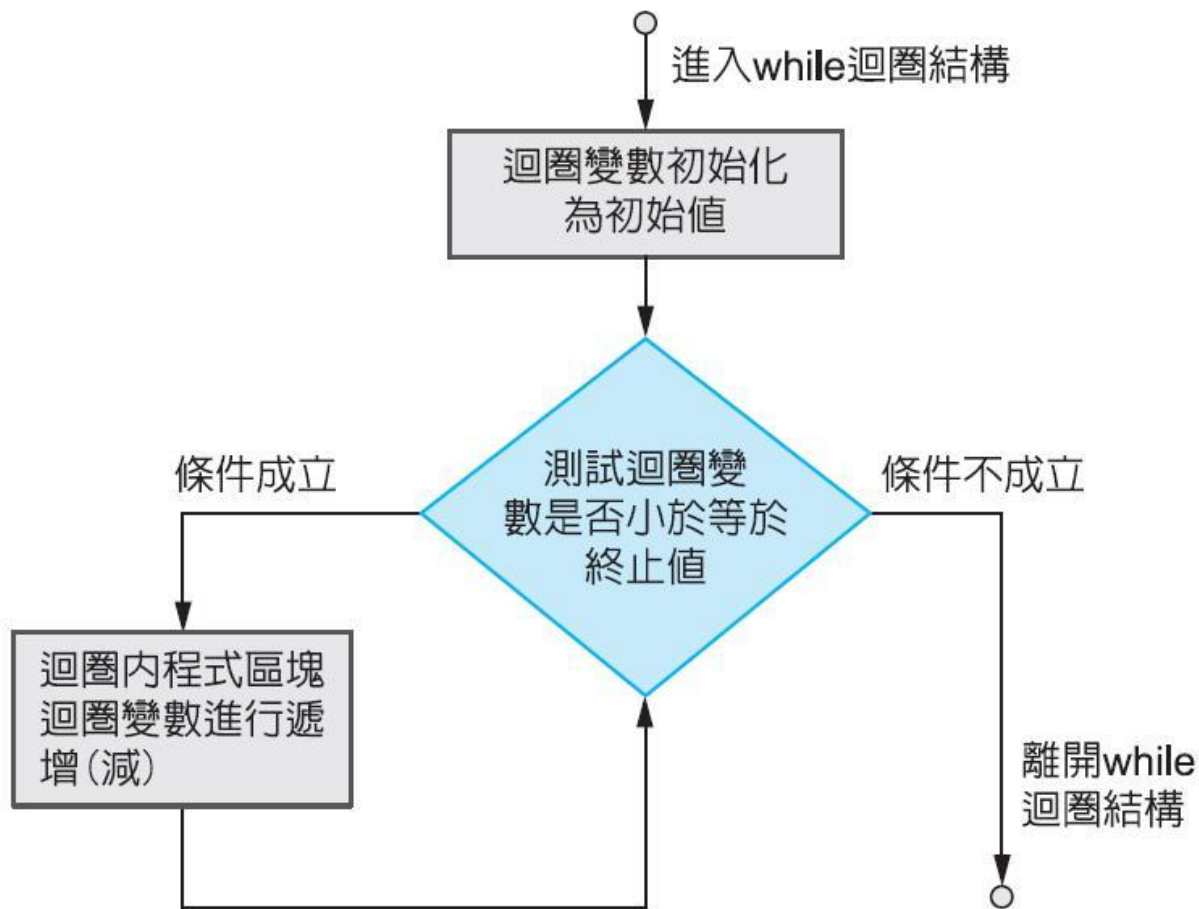 進入while迴圈結構
迴圈變數初始化
為初始值
測試迴圈變
數是否小於等於
終止值
條件成立
條件不成立
迴圈內程式區塊
迴圈變數進行遞
增(減)
離開while
迴圈結構